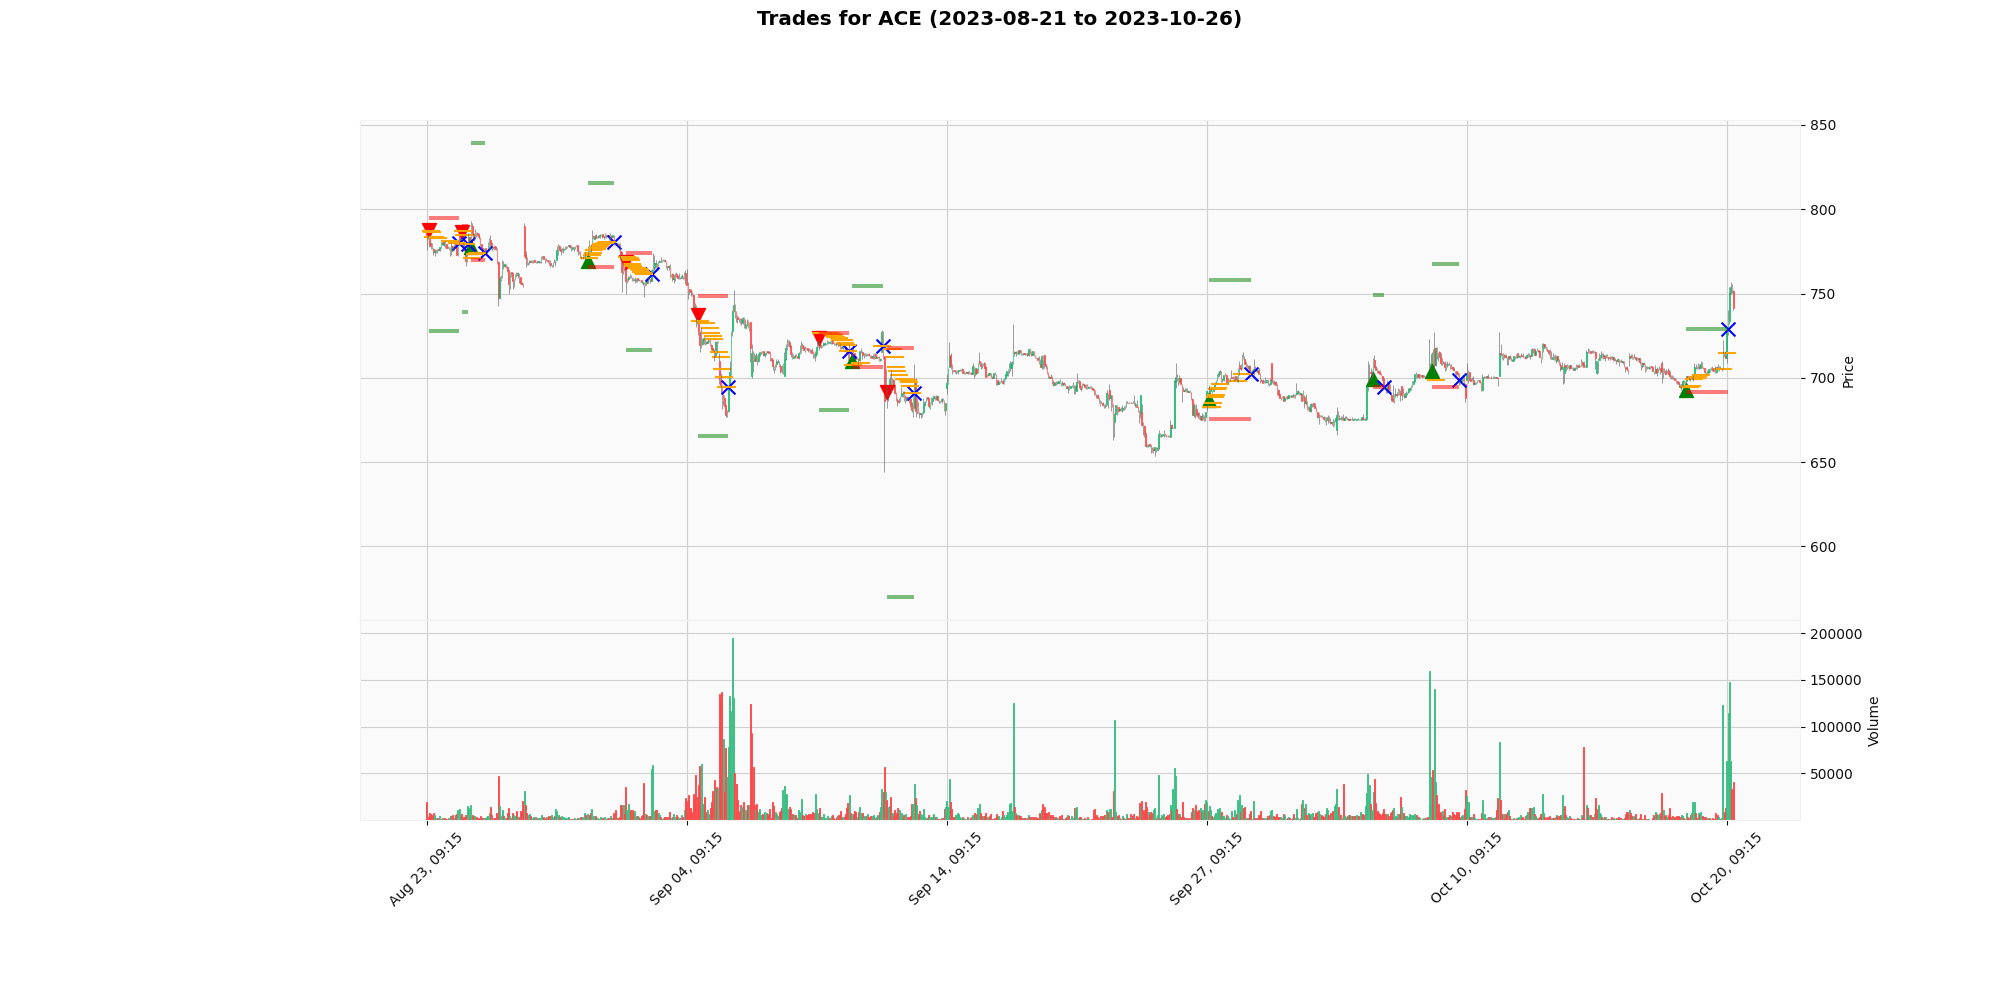 Trades for ACE (2023-08-21 to 2023-10-26)
850
800
750
700
650
600
Price
200000
150000
100000
50000
Volume
Aug 23, 09:15
Sep 04, 09:15
Sep 14, 09:15
Sep 27, 09:15
Oct 10, 09:15
Oct 20, 09:15